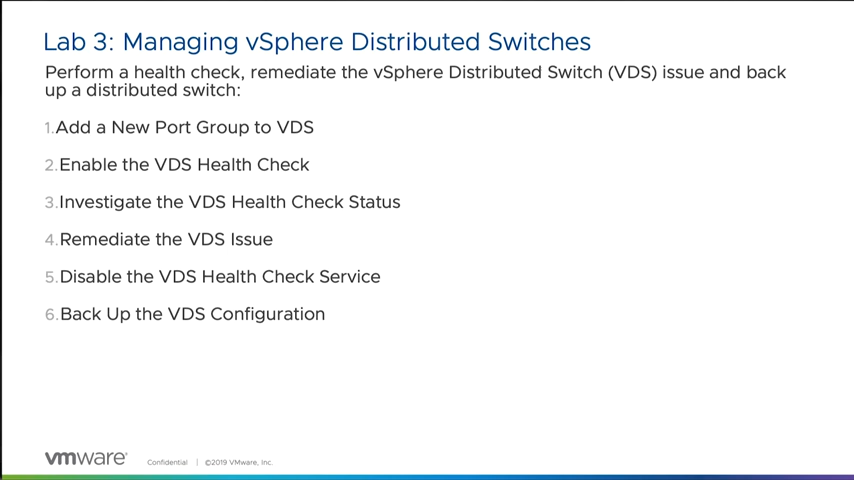 Lab 3: Managing vSphere Distributed Switches
Perform a health check, remediate the vSphere Distributed Switch (VDS) issue and back
up a distributed switch:
1.Add a New Port Group to VDS
2.Enable the VDS Health Check
3.Investigate the VDS Health Check Status
4.Remediate the VDS Issue
5.Disable the VDS Health Check Service
6.Back Up the VDS Configuration
vmware® Confidential | ©2019 VMware, Inc.